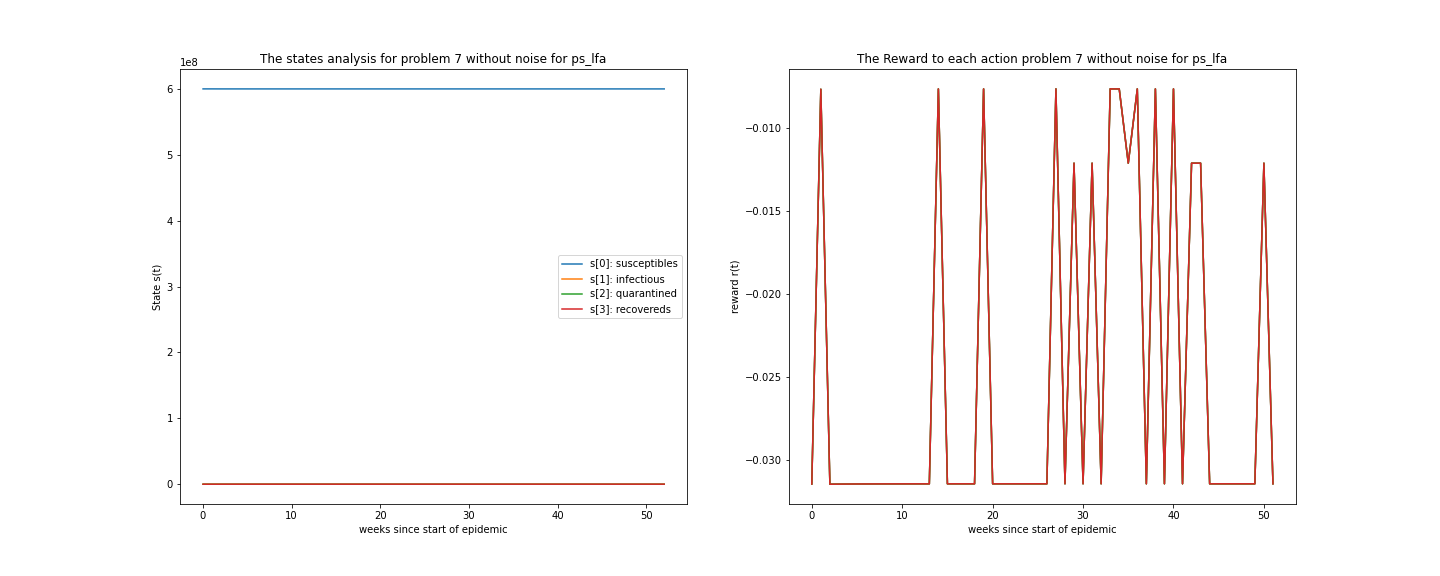 The states analysis for problem 7 without noise for ps_lfa
1e8
6
5
4
3
2
1
0
State s(t)
s[0]: susceptibles
s[1]: infectious
s[2]: quarantined
s[3]: recovereds
0 10 20 30 40 50
weeks since start of epidemic
The Reward to each action problem 7 without noise for ps_lfa
−0.010
−0.015
−0.020
−0.025
−0.030
reward r(t)
0 10 20 30 40 50
weeks since start of epidemic